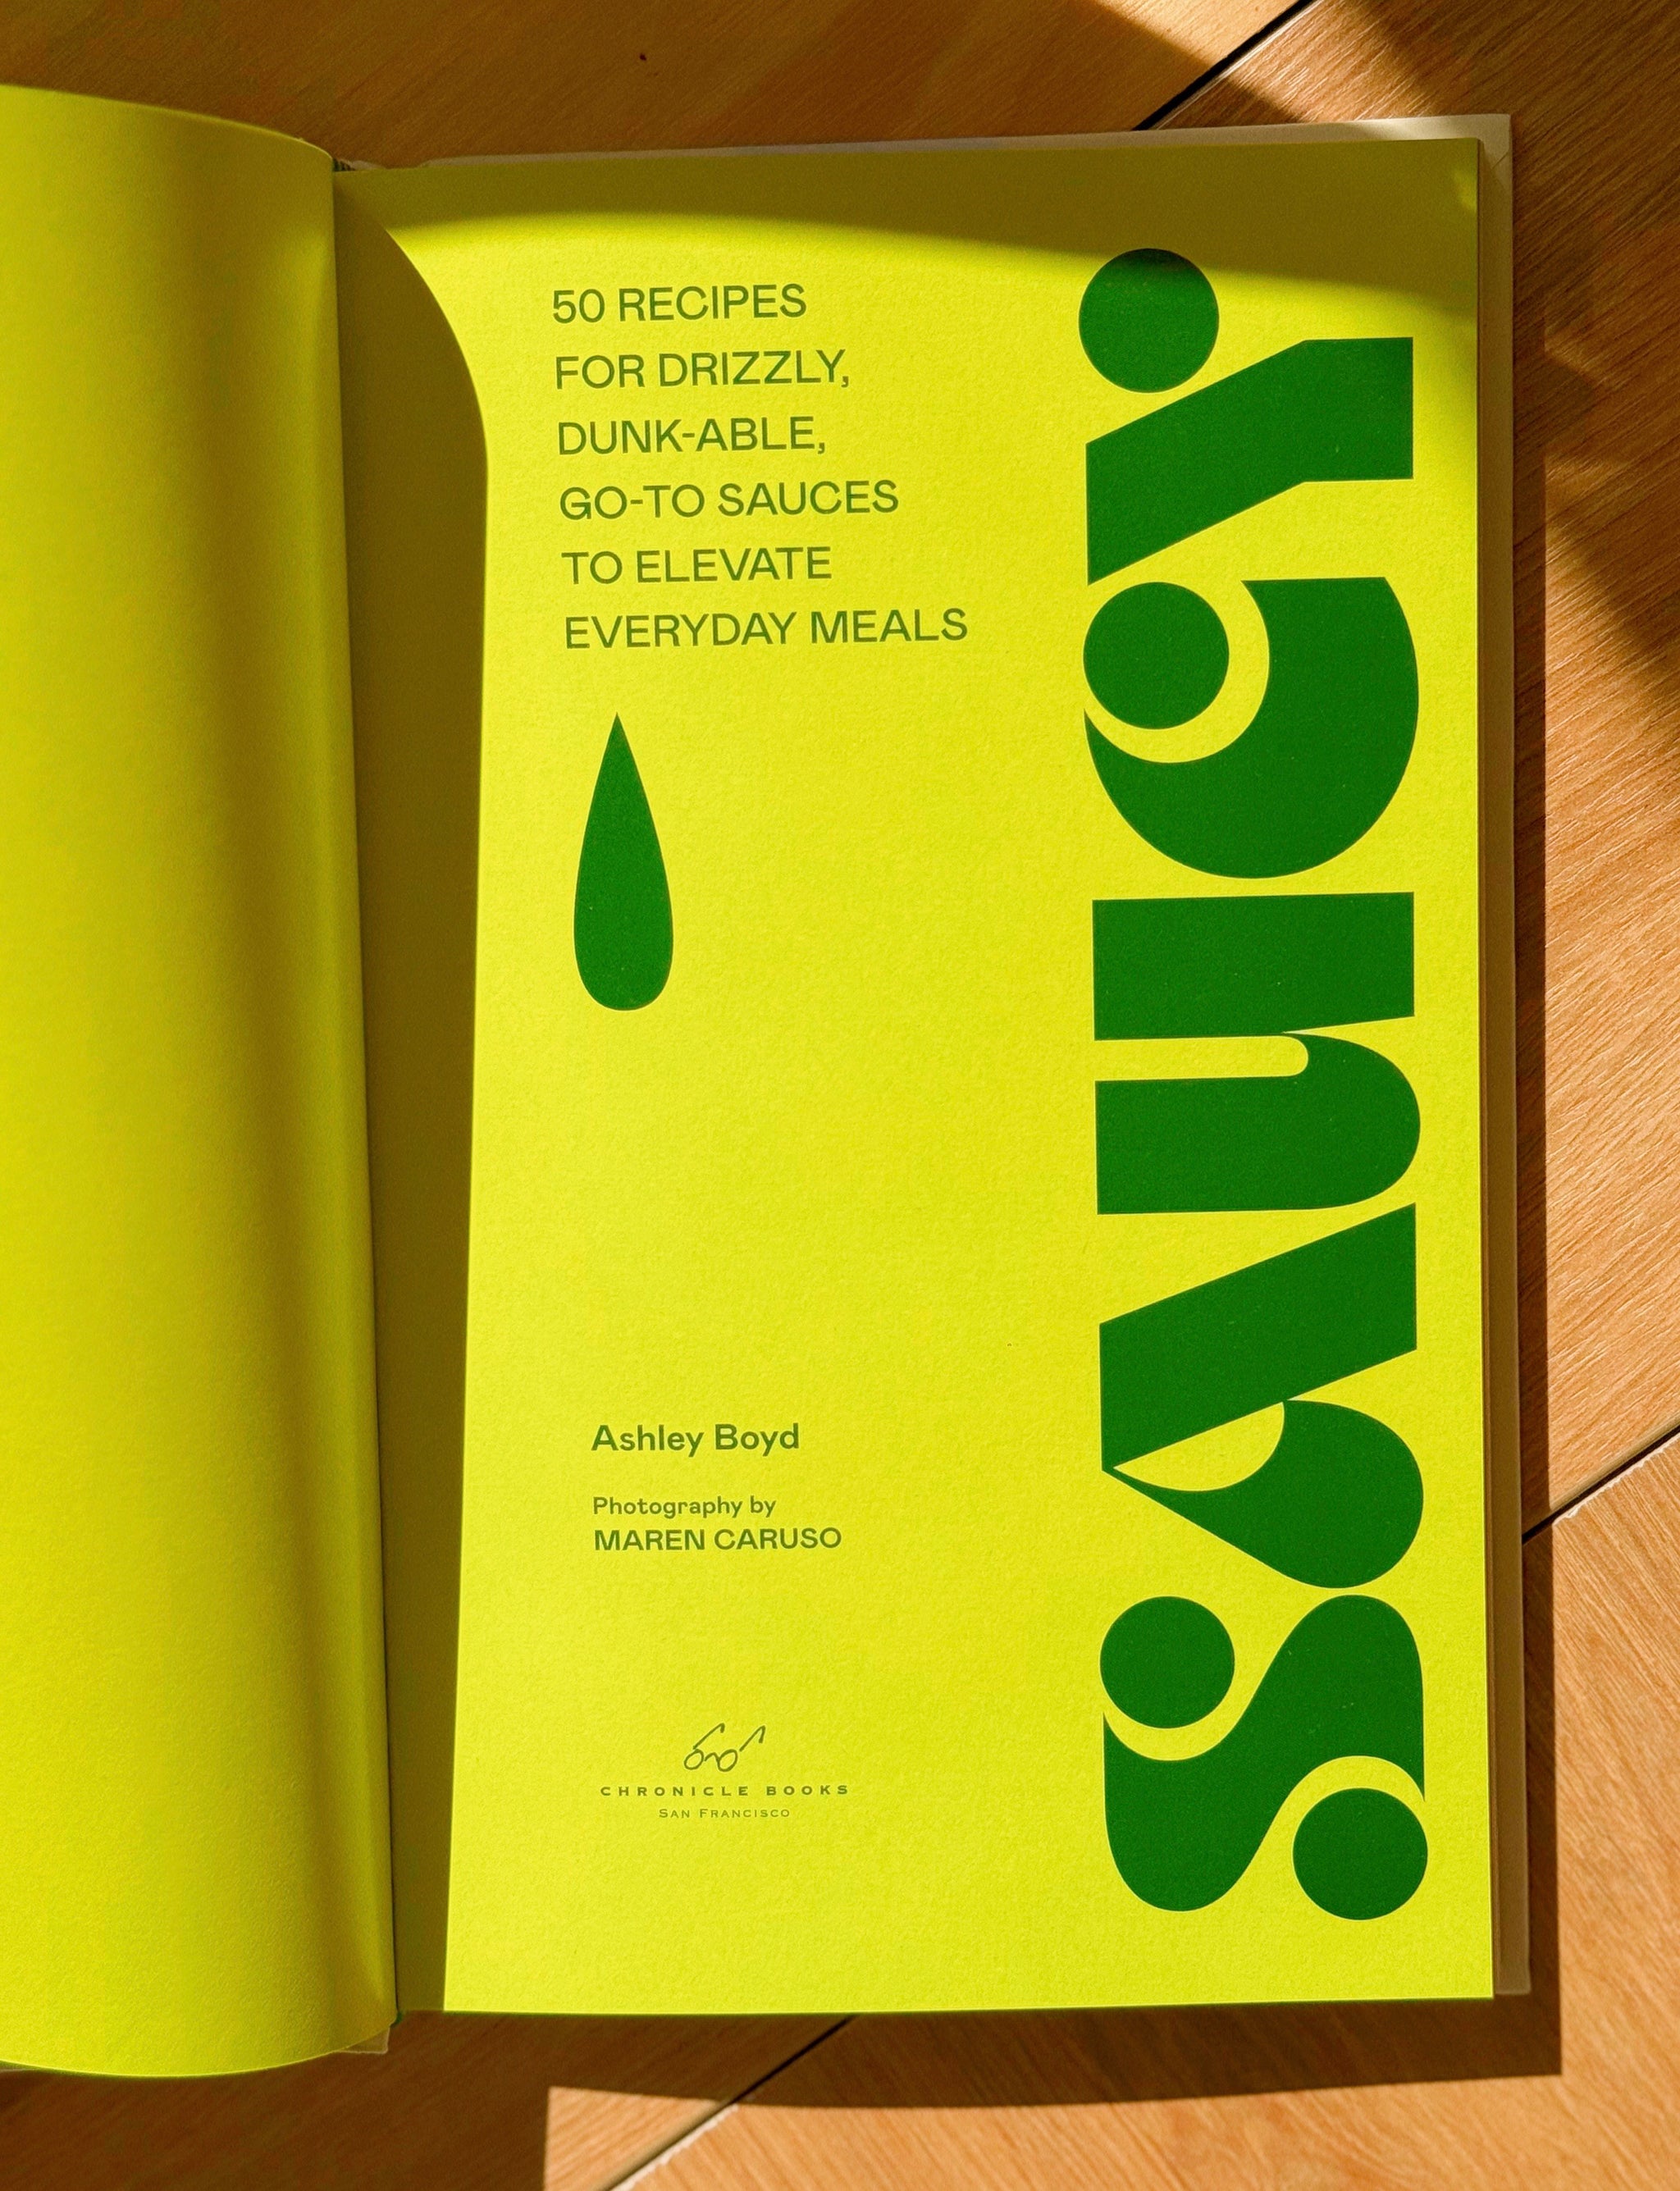 50 RECIPES
FOR DRIZZLY,
DUNK-ABLE,
GO-TO SAUCES
TO ELEVATE
EVERYDAY MEALS
saucy
Ashley Boyd
Photography by
MAREN CARUSO
CHRONICLE BOOKS
SAN FRANCISCO